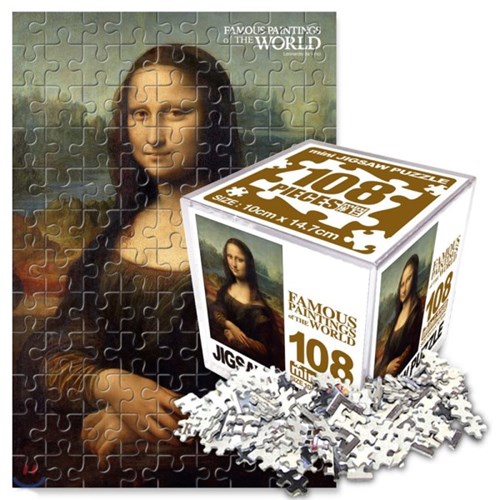 FAMOUS PAINTINGS
of THE WORLD
mini JIGSAW PUZZLE
108
PIECES
SIZE : 10cm x 14.7cm
FAMOUS
PAINTINGS
OF THE WORLD
108
JIGSAW
108